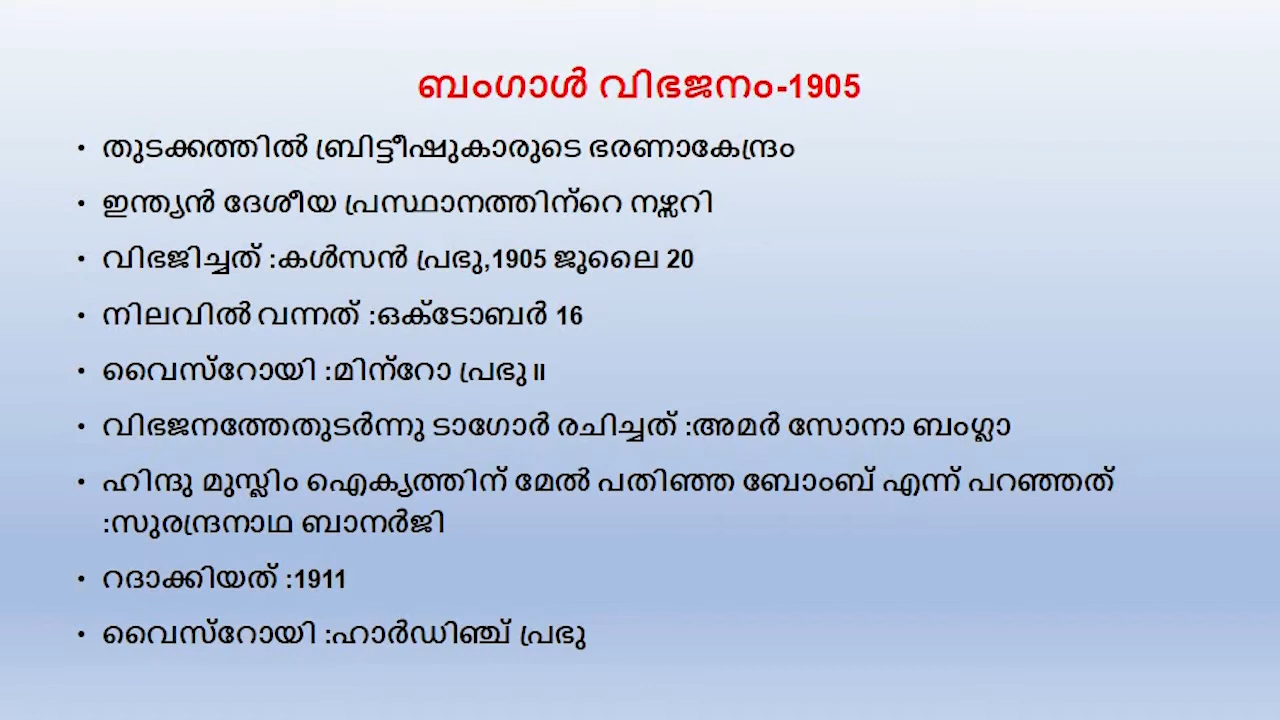 ബംഗാൾ വിഭജനം-1905
• തുടക്കത്തിൽ ബ്രിട്ടീഷുകാരുടെ ഭരണാകേന്ദ്രം
• ഇന്ത്യൻ ദേശീയ പ്രസ്ഥാനത്തിന്റെ നഴ്സറി
• വിഭജിച്ചത് :കൾസൻ പ്രഭു,1905 ജൂലൈ 20
• നിലവിൽ വന്നത് :ഒക്ടോബർ 16
• വൈസ്റോയി :മിന്റോ പ്രഭു II
• വിഭജനത്തേതുടർന്നു ടാഗോർ രചിച്ചത് :അമർ സോനാ ബംഗ്ലാ
• ഹിന്ദു മുസ്ലിം ഐക്യത്തിന് മേൽ പതിഞ്ഞ ബോംബ് എന്ന് പറഞ്ഞത്
:സുരന്ദ്രനാഥ ബാനർജി
• റദാക്കിയത് :1911
• വൈസ്റോയി :ഹാർഡിഞ്ച് പ്രഭു